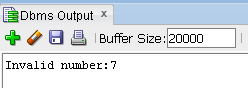 Dbms Output x
Buffer Size: 20000
Invalid number:7